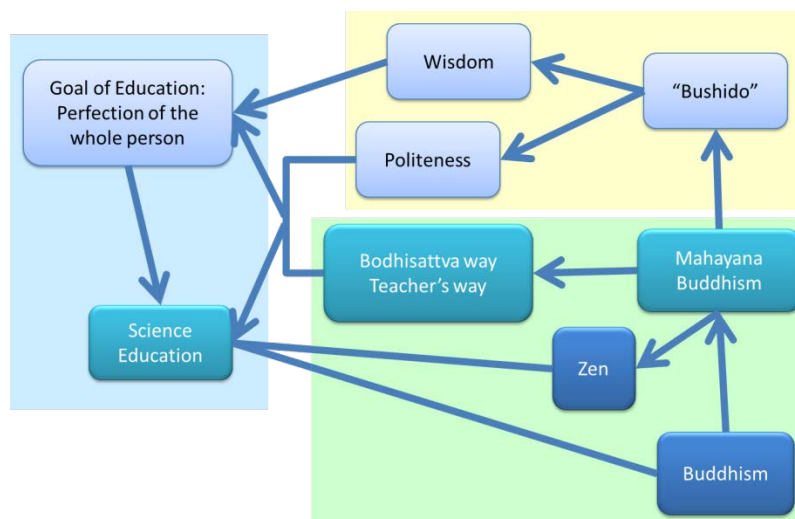 Goal of Education:
Perfection of the
whole person
Wisdom
“Bushido”
Politeness
Bodhisattva way
Teacher’s way
Mahayana
Buddhism
Science
Education
Zen
Buddhism